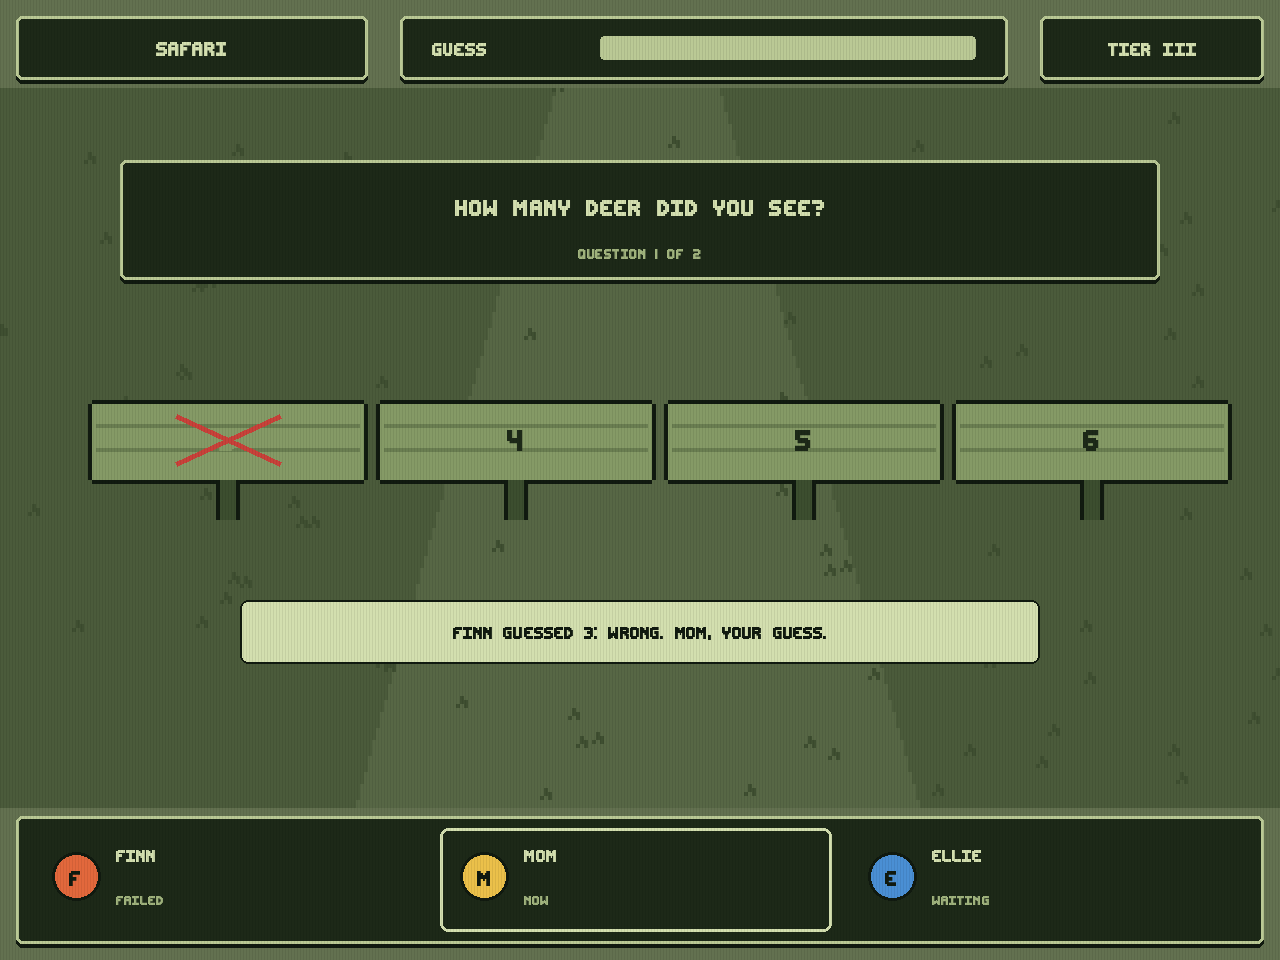 SAFARI
GUESS
TIER III
HOW MANY DEER DID YOU SEE?
QUESTION 1 OF 2
4
5
6
FINN GUESSED 3: WRONG. MOM, YOUR GUESS.
F
FINN
FAILED
M
MOM
NOW
E
ELLIE
WAITING